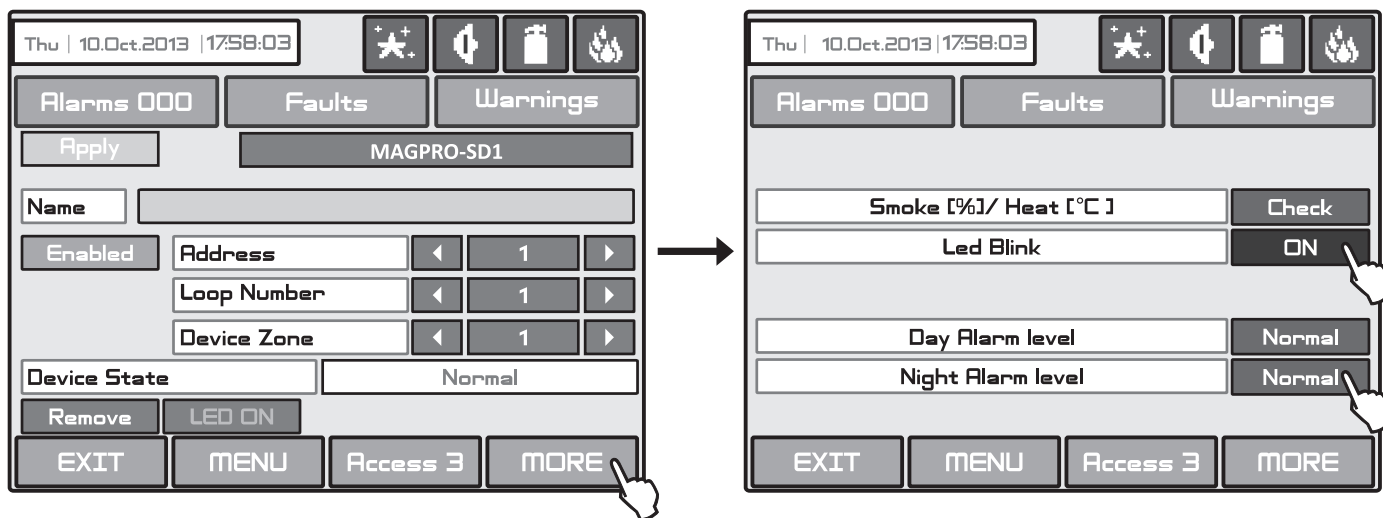 Thu | 10.Oct.2013 | 17:58:03
Alarms 000 Faults Warnings
Apply MAGPRO-SD1
Name
Enabled Address 1
Loop Number 1
Device Zone 1
Device State Normal
Remove LED ON
EXIT MENU Access 3 MORE
Thu | 10.Oct.2013 | 17:58:03
Alarms 000 Faults Warnings
Smoke [%]/ Heat [°C ] Check
Led Blink ON
Day Alarm level Normal
Night Alarm level Normal
EXIT MENU Access 3 MORE